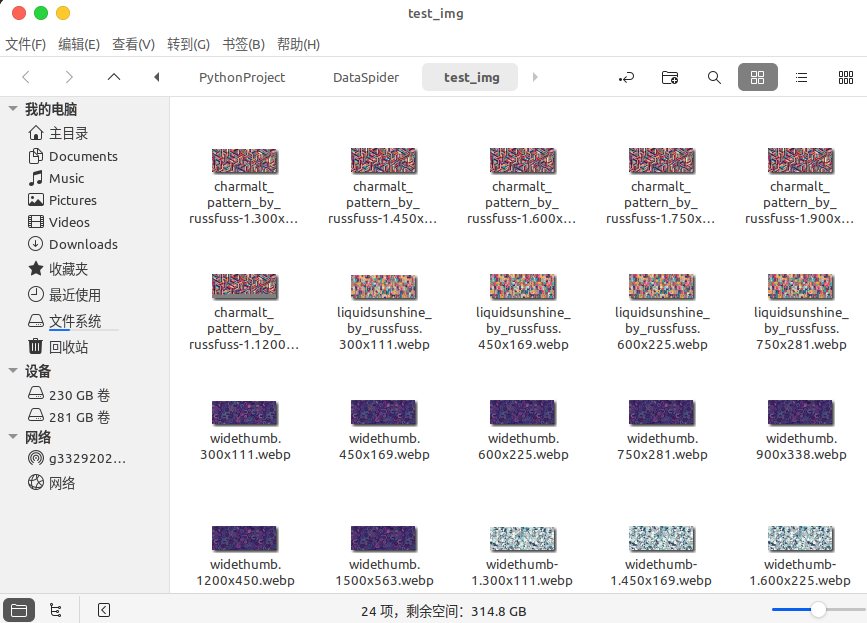 test_img
文件(F) 编辑(E) 查看(V) 转到(G) 书签(B) 帮助(H)
PythonProject DataSpider test_img
我的电脑
主目录
Documents
Music
Pictures
Videos
Downloads
收藏夹
最近使用
文件系统
回收站
设备
230 GB 卷
281 GB 卷
网络
g3329202...
网络
charmalt_
pattern_by_
russfuss-1.300x...
charmalt_
pattern_by_
russfuss-1.450x...
charmalt_
pattern_by_
russfuss-1.600x...
charmalt_
pattern_by_
russfuss-1.750x...
charmalt_
pattern_by_
russfuss-1.900x...
charmalt_
pattern_by_
russfuss-1.1200...
liquidsunshine_
by_russfuss.
300x111.webp
liquidsunshine_
by_russfuss.
450x169.webp
liquidsunshine_
by_russfuss.
600x225.webp
liquidsunshine_
by_russfuss.
750x281.webp
widethumb.
300x111.webp
widethumb.
450x169.webp
widethumb.
600x225.webp
widethumb.
750x281.webp
widethumb.
900x338.webp
widethumb.
1200x450.webp
widethumb.
1500x563.webp
widethumb-
1.300x111.webp
widethumb-
1.450x169.webp
widethumb-
1.600x225.webp
24 项，剩余空间：314.8 GB